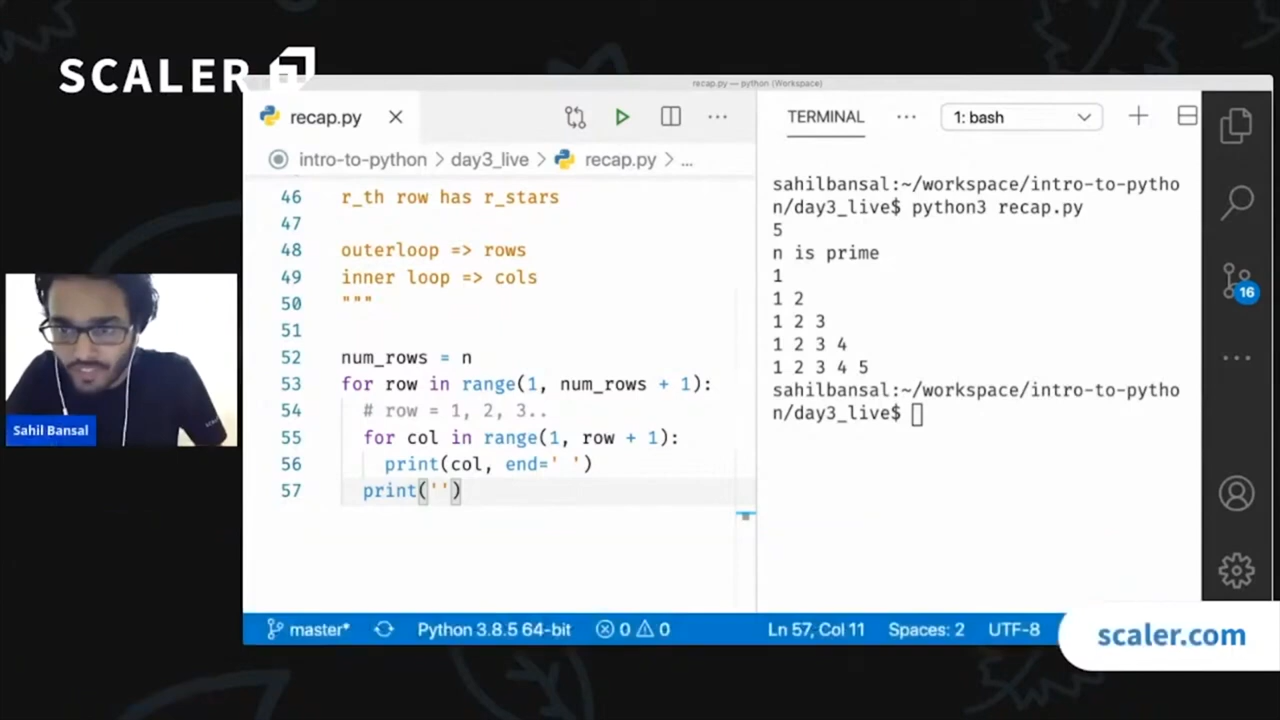 SCALER
recap.py — python (Workspace)
recap.py
intro-to-python > day3_live > recap.py > ...
46 r_th row has r_stars
47
48 outerloop => rows
49 inner loop => cols
50 """
51
52 num_rows = n
53 for row in range(1, num_rows + 1):
54 # row = 1, 2, 3..
55 for col in range(1, row + 1):
56 print(col, end=' ')
57 print('')
TERMINAL ... 1: bash
sahilbansal:~/workspace/intro-to-pytho
n/day3_live$ python3 recap.py
5
n is prime
1
1 2
1 2 3
1 2 3 4
1 2 3 4 5
sahilbansal:~/workspace/intro-to-pytho
n/day3_live$
16
Sahil Bansal
master* Python 3.8.5 64-bit 0 0 Ln 57, Col 11 Spaces: 2 UTF-8
scaler.com